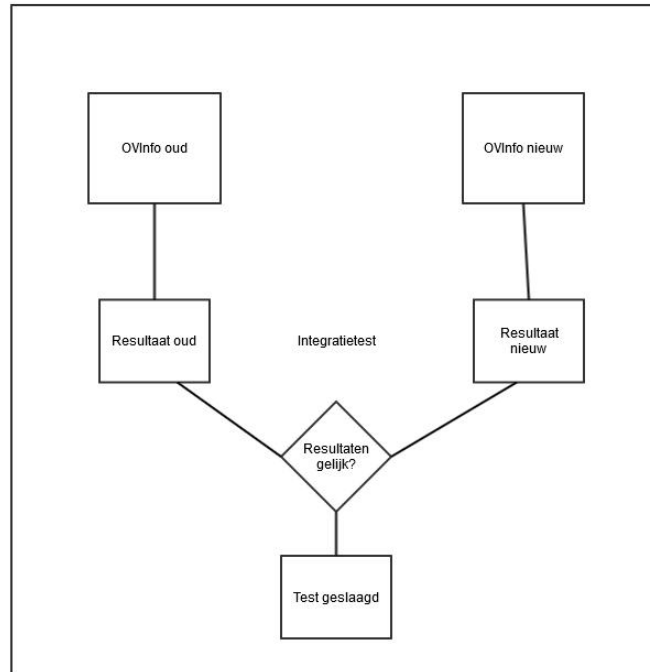 OVInfo oud
OVInfo nieuw
Resultaat oud
Integratietest
Resultaat
nieuw
Resultaten
gelijk?
Test geslaagd